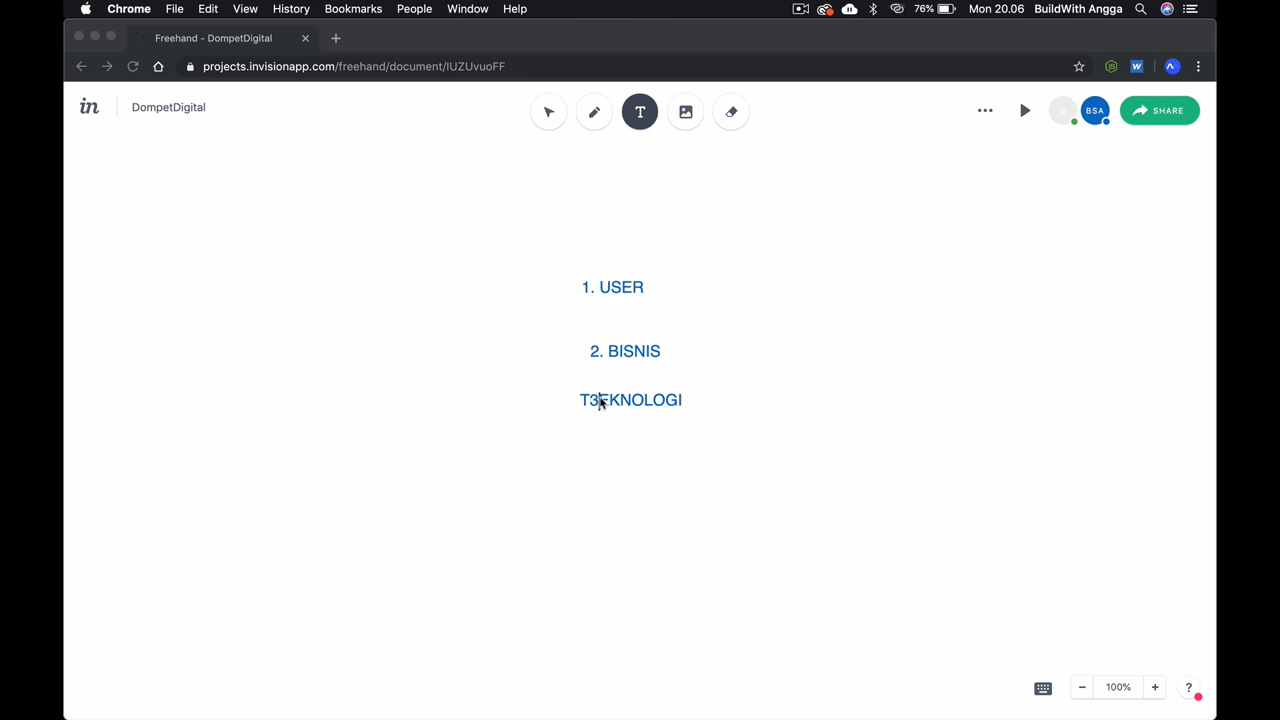 Chrome File Edit View History Bookmarks People Window Help 76% Mon 20.06 BuildWith Angga
Freehand - DompetDigital
projects.invisionapp.com/freehand/document/IUZUvuoFF
in DompetDigital T BSA SHARE
1. USER
2. BISNIS
T3EKNOLOGI
100% ?